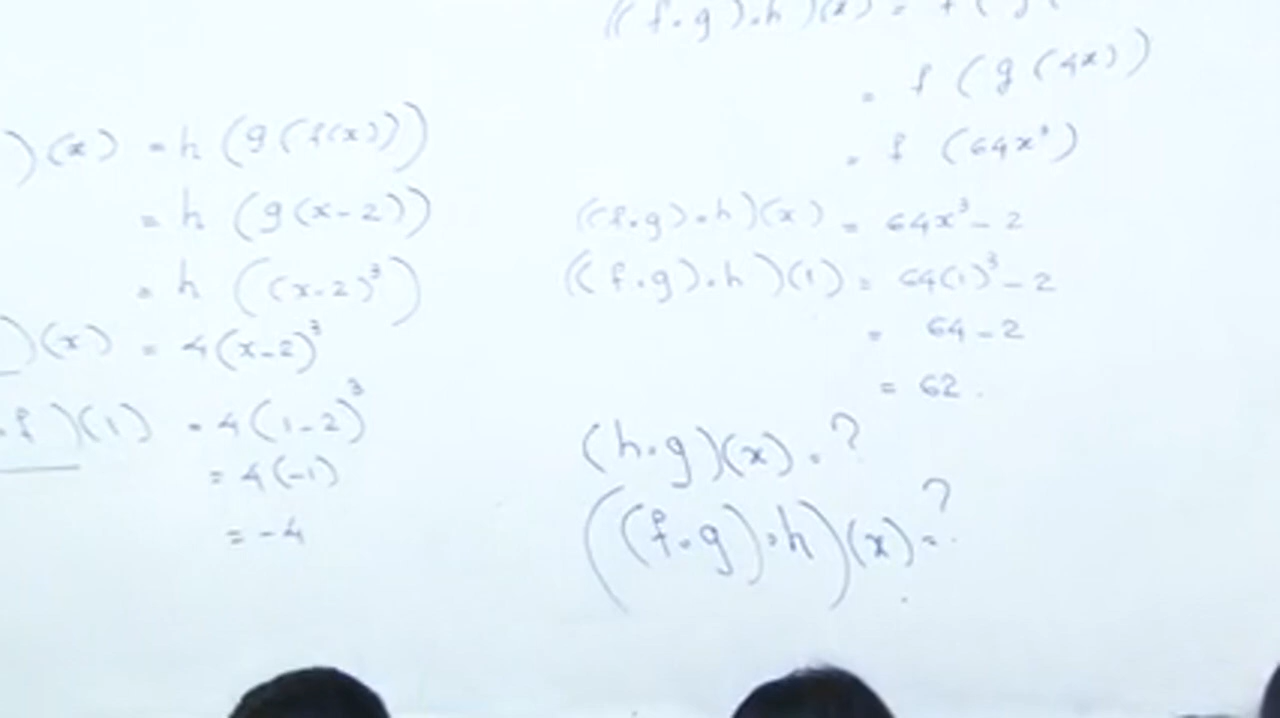 )(x) = h (g (f(x)))
= h (g(x-2))
= h ((x-2)³)
)(x) = 4(x-2)³
∘f)(1) = 4(1-2)³
= 4(-1)
= -4
((f∘g)∘h)(x) = f(g(
= f (g (4x))
= f (64x³)
((f∘g)∘h)(x) = 64x³-2
((f∘g)∘h)(1) = 64(1)³-2
= 64-2
= 62.
(h∘g)(x) = ?
((f∘g)∘h)(x) = ?